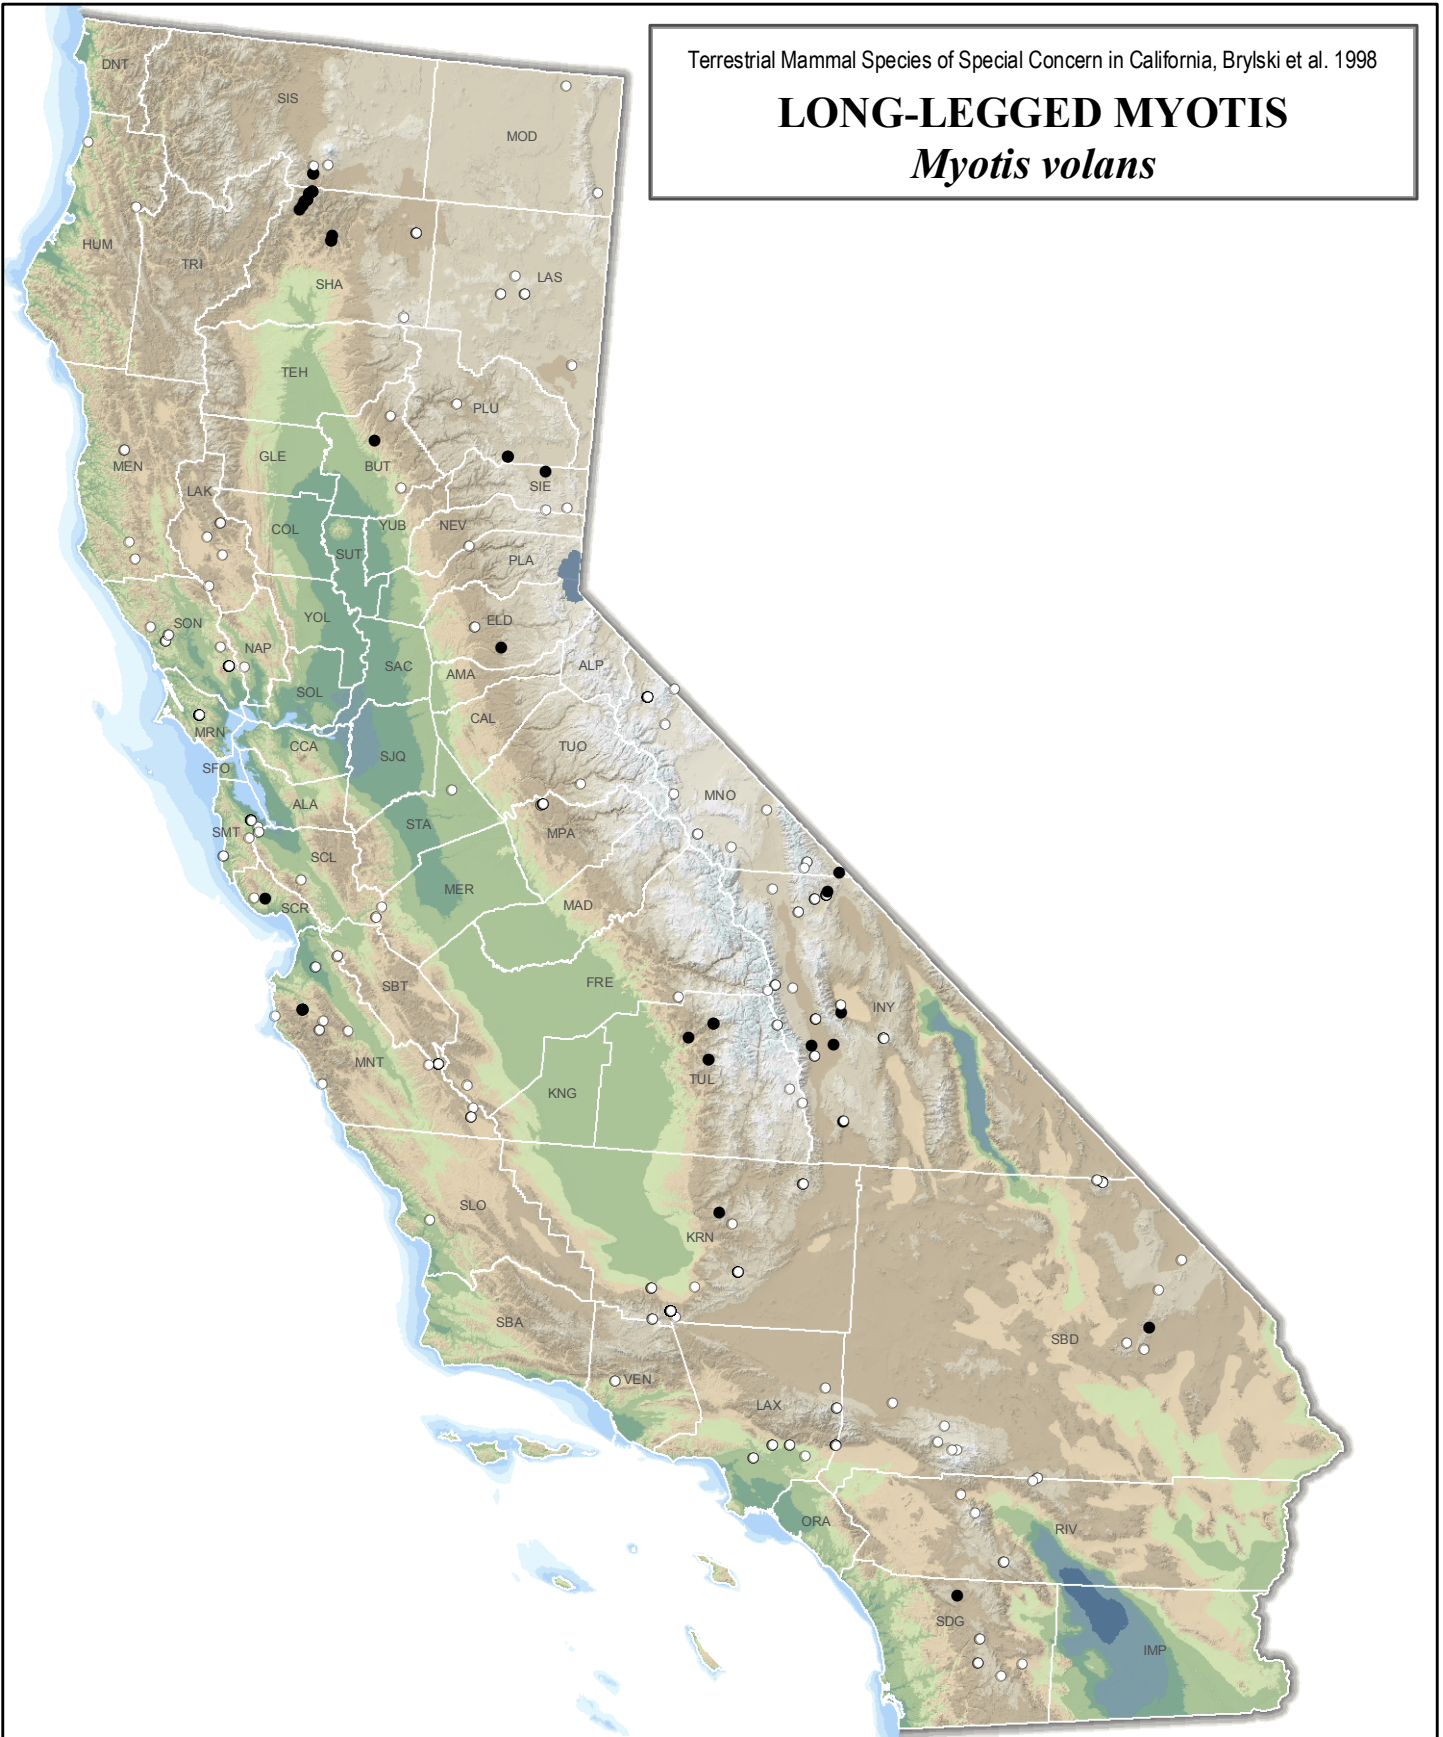 Terrestrial Mammal Species of Special Concern in California, Brylski et al. 1998
LONG-LEGGED MYOTIS
Myotis volans
DNT
SIS
MOD
HUM
TRI
SHA
LAS
TEH
PLU
MEN
GLE
BUT
SIE
LAK
COL
YUB
NEV
SUT
PLA
SON
NAP
YOL
ELD
SAC
AMA
ALP
SOL
CAL
MRN
CCA
TUO
SFO
SJQ
MNO
ALA
SMT
STA
MPA
SCL
MER
MAD
SCR
SBT
FRE
INY
MNT
TUL
KNG
SLO
KRN
SBA
SBD
VEN
LAX
ORA
RIV
SDG
IMP